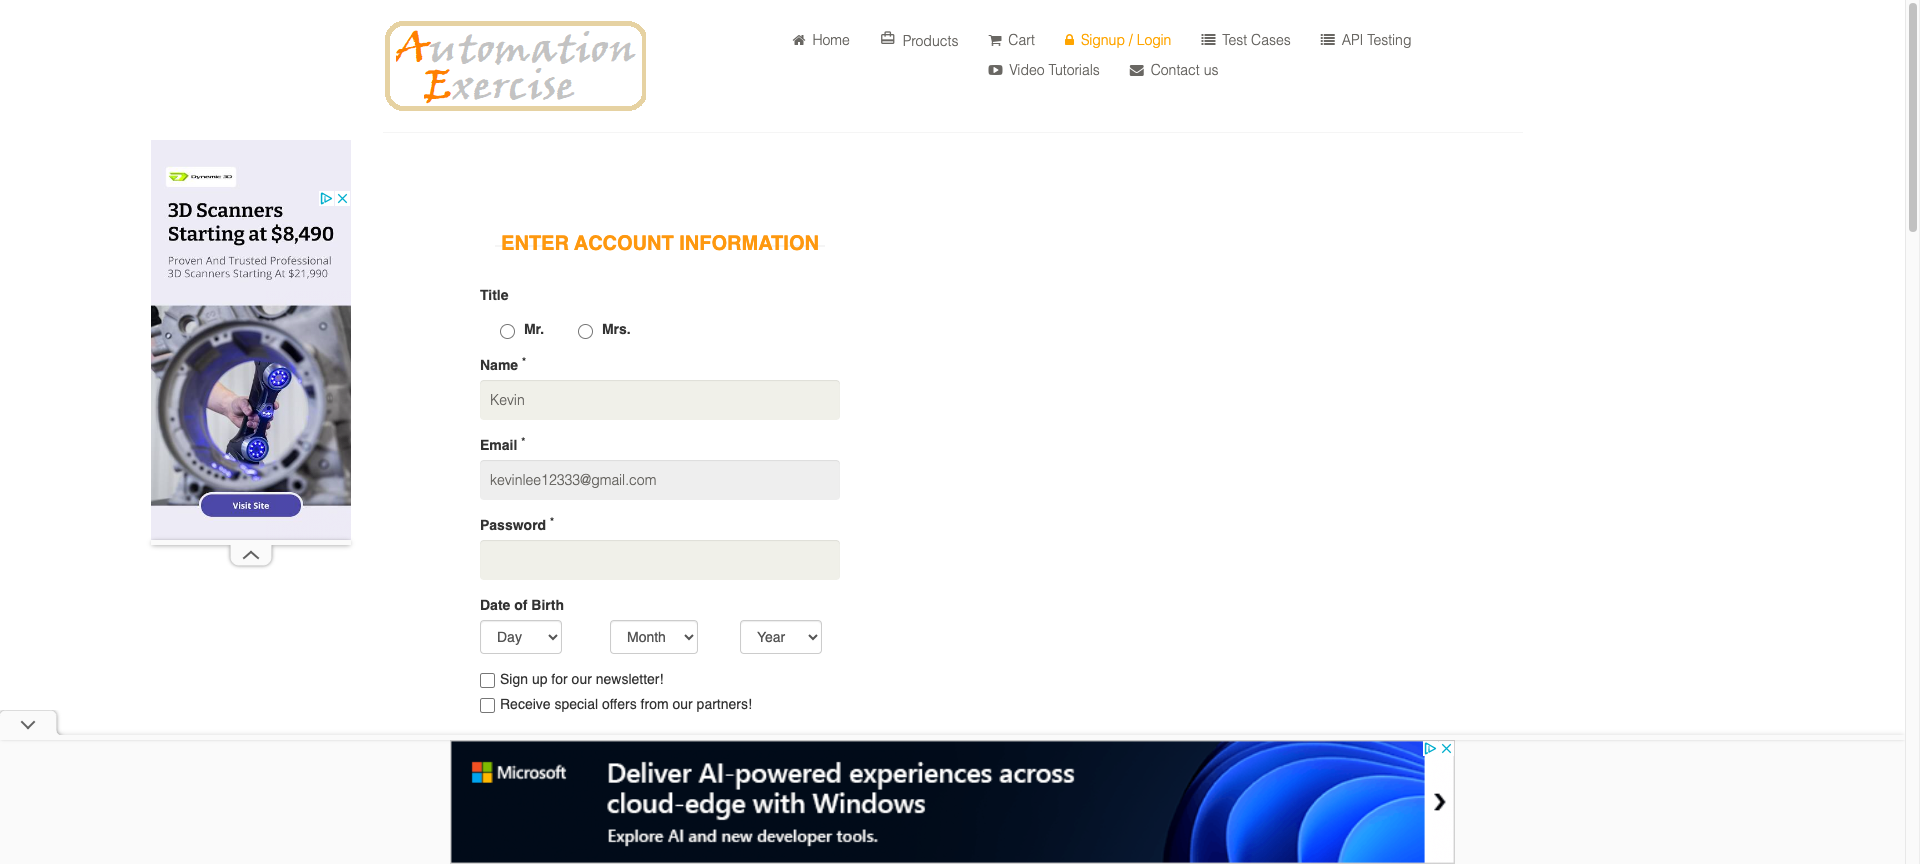 Automation
Exercise
Home
Products
Cart
Signup / Login
Test Cases
API Testing
Video Tutorials
Contact us
Dynamic 3D
3D Scanners
Starting at $8,490
Proven And Trusted Professional
3D Scanners Starting At $21,990
Visit Site
ENTER ACCOUNT INFORMATION
Title
Mr.
Mrs.
Name *
Kevin
Email *
kevinlee12333@gmail.com
Password *
Date of Birth
Day
Month
Year
Sign up for our newsletter!
Receive special offers from our partners!
Microsoft
Deliver AI-powered experiences across
cloud-edge with Windows
Explore AI and new developer tools.